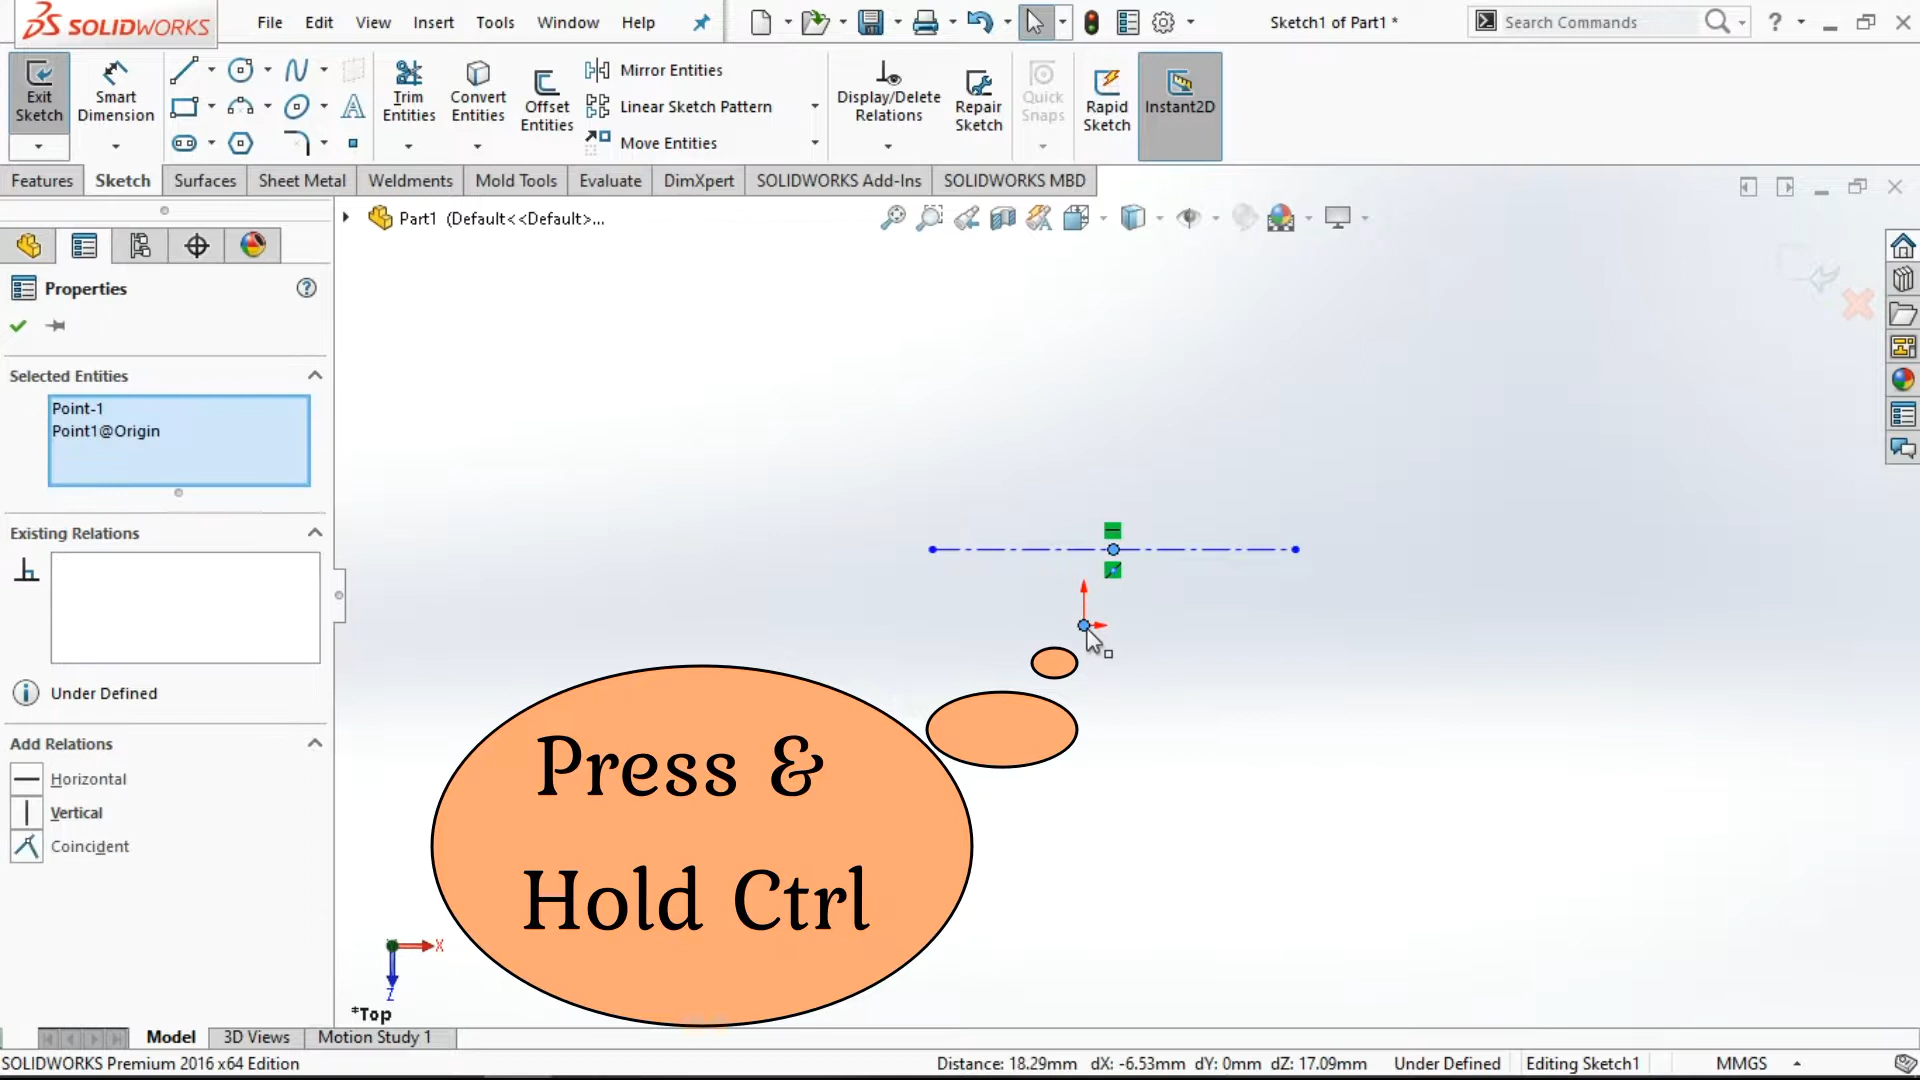 SOLIDWORKS File Edit View Insert Tools Window Help Sketch1 of Part1 * Search Commands ?
Exit Sketch
Smart Dimension
Trim Entities
Convert Entities
Offset Entities
Mirror Entities
Linear Sketch Pattern
Move Entities
Display/Delete Relations
Repair Sketch
Quick Snaps
Rapid Sketch
Instant2D
Features Sketch Surfaces Sheet Metal Weldments Mold Tools Evaluate DimXpert SOLIDWORKS Add-Ins SOLIDWORKS MBD
Part1 (Default<<Default>...
Properties
Selected Entities
Point-1
Point1@Origin
Existing Relations
Under Defined
Add Relations
Horizontal
Vertical
Coincident
Press &
Hold Ctrl
X
Z
*Top
Model 3D Views Motion Study 1
SOLIDWORKS Premium 2016 x64 Edition Distance: 18.29mm dX: -6.53mm dY: 0mm dZ: 17.09mm Under Defined Editing Sketch1 MMGS